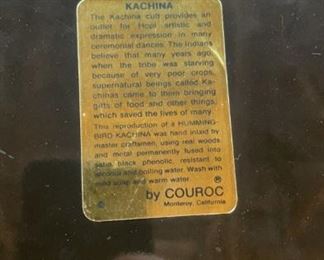 KACHINA
The Kachina cult provides an
outlet for Hopi artistic and
dramatic expression in many
ceremonial dances. The Indians
believe that many years ago
when the tribe was starving
because of very poor crops,
supernatural beings called Ka-
chinas came to them bringing
gifts of food and other things,
which saved the lives of many.
This reproduction of a HUMMING-
BIRD KACHINA was hand inlaid by
master craftsmen, using real woods
and metal permanently fused into
satin black phenolic, resistant to
alcohol and boiling water. Wash with
mild soap and warm water.
®
by COUROC
Monterey, California
©